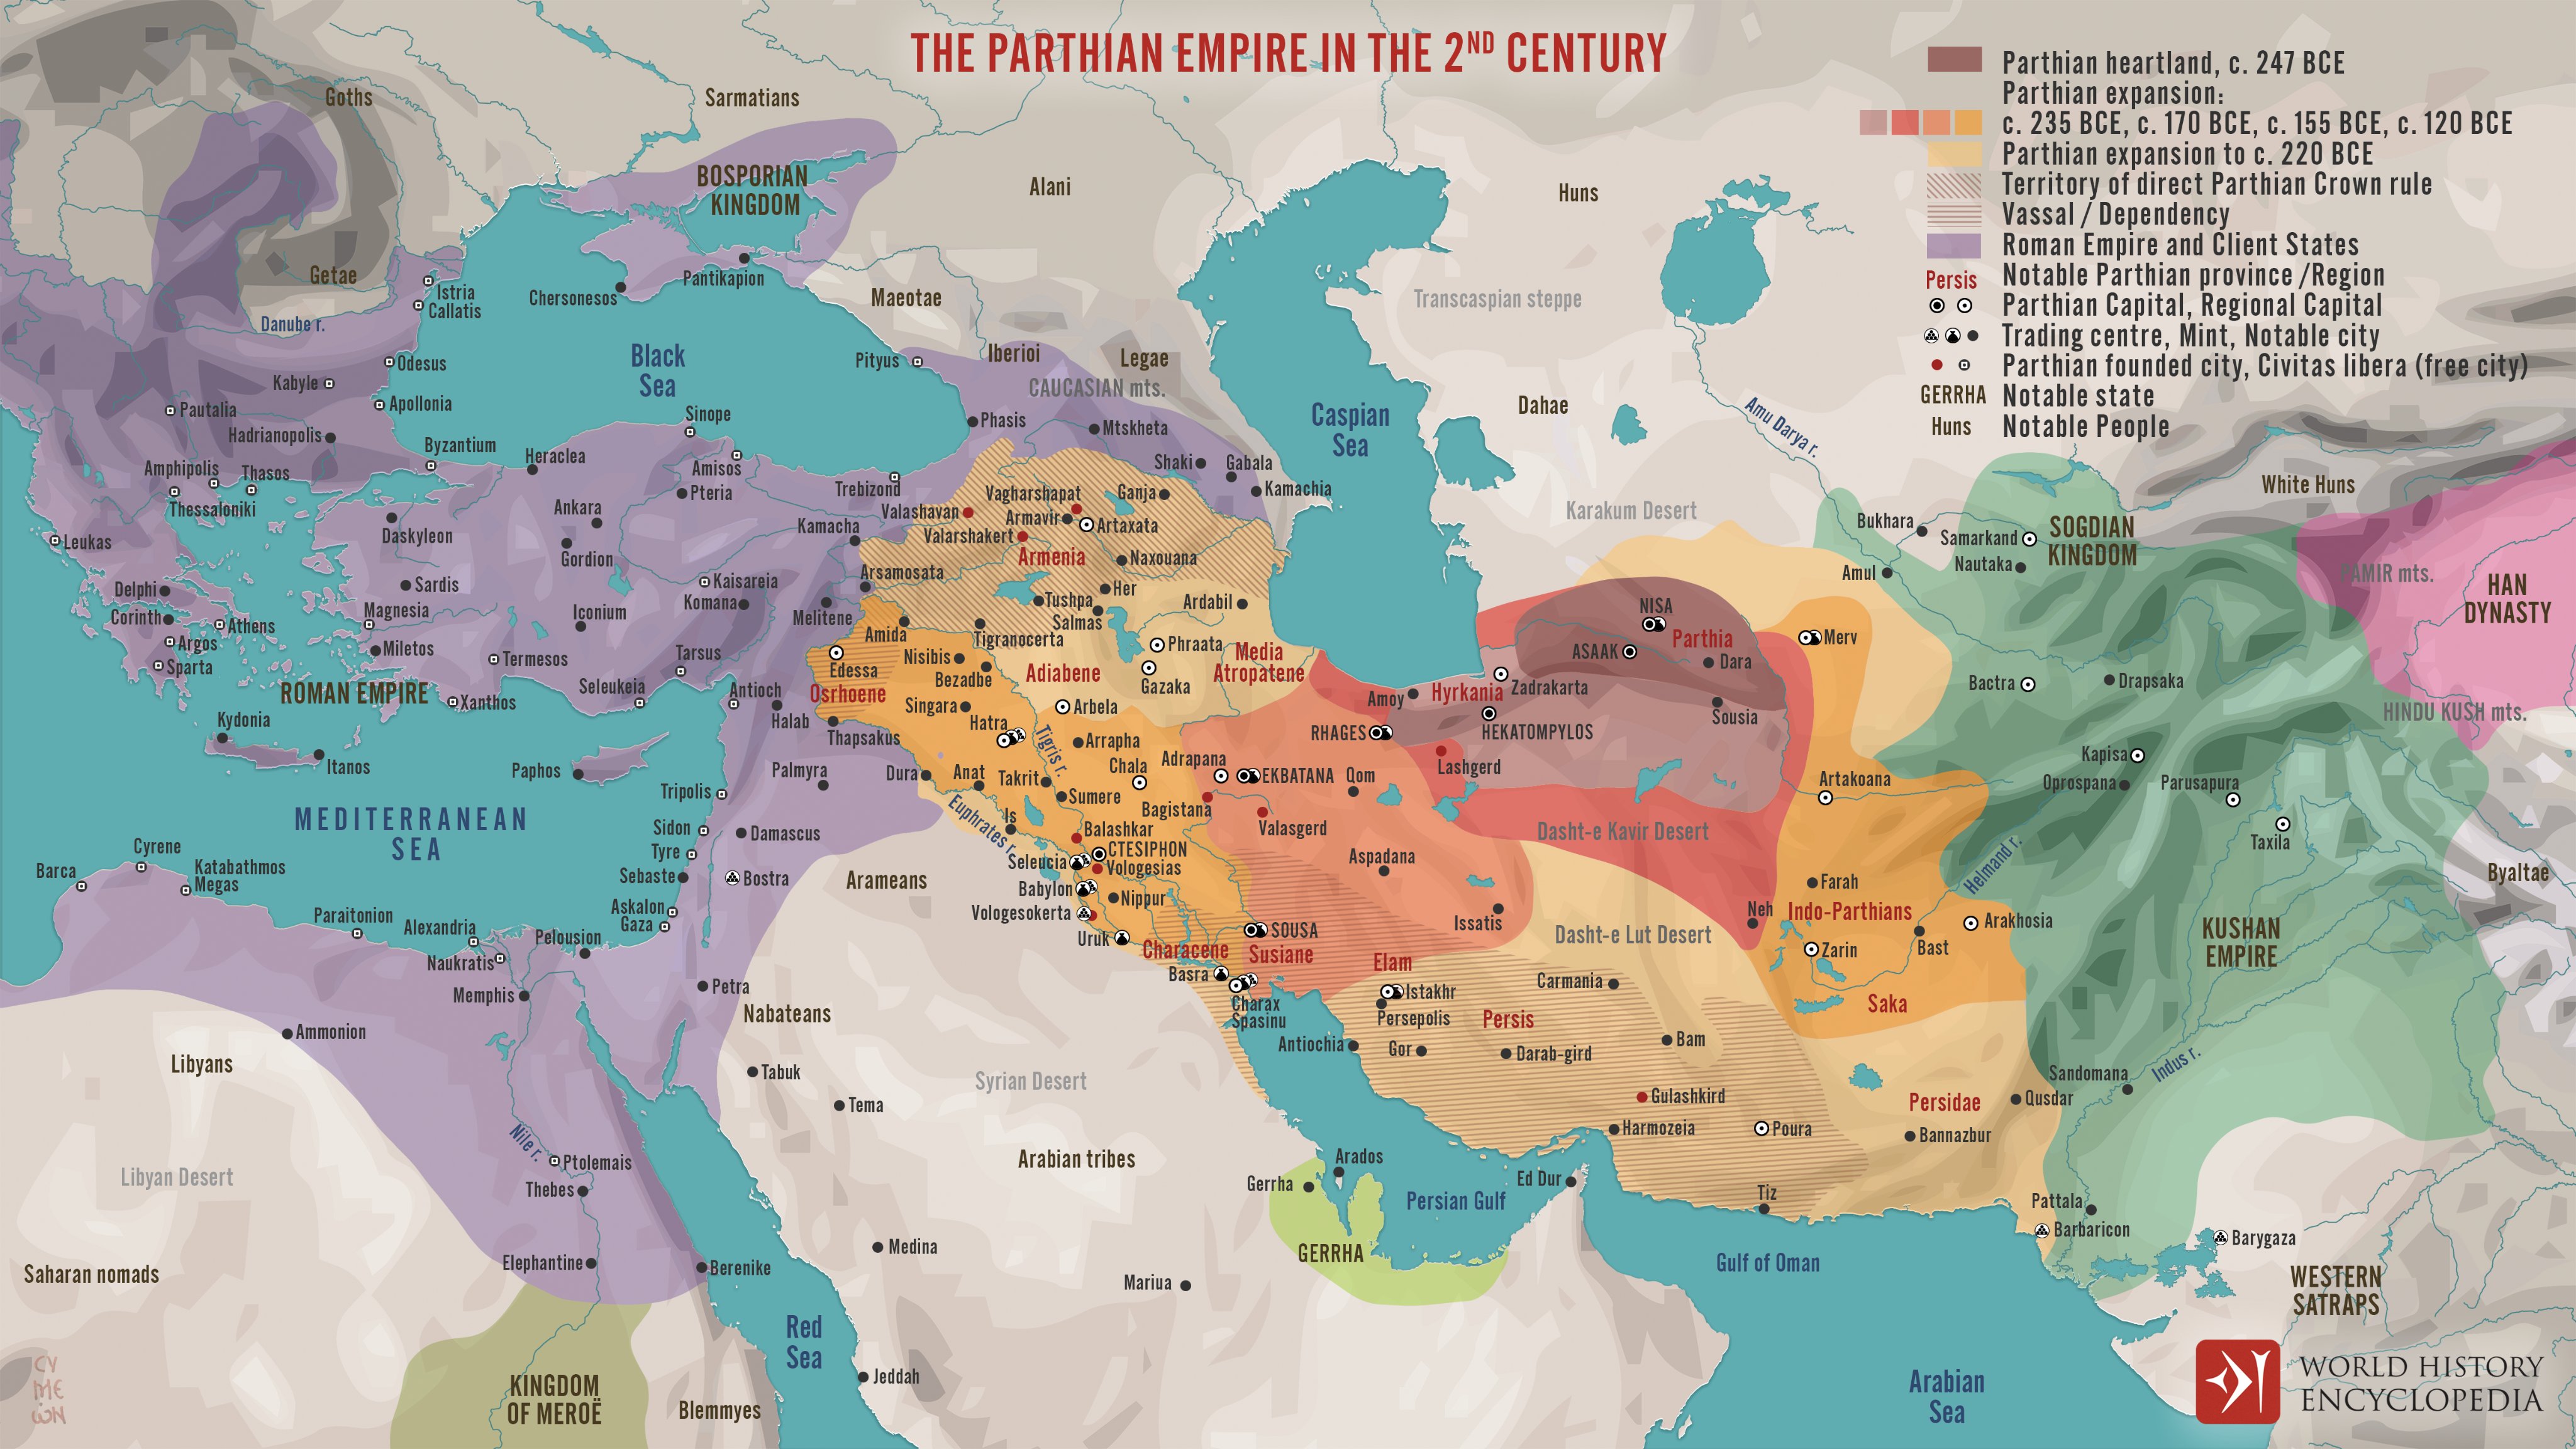 THE PARTHIAN EMPIRE IN THE 2ND CENTURY
Parthian heartland, c. 247 BCE
Parthian expansion:
c. 235 BCE, c. 170 BCE, c. 155 BCE, c. 120 BCE
Parthian expansion to c. 220 BCE
Territory of direct Parthian Crown rule
Vassal / Dependency
Roman Empire and Client States
Persis
Notable Parthian province /Region
Parthian Capital, Regional Capital
Trading centre, Mint, Notable city
Parthian founded city, Civitas libera (free city)
GERRHA
Notable state
Huns
Notable People
Goths
Sarmatians
BOSPORIAN
KINGDOM
Alani
Huns
Getae
Istria
Callatis
Danube r.
Chersonesos
Pantikapion
Maeotae
Transcaspian steppe
Odesus
Kabyle
Apollonia
Black
Sea
Pityus
Iberioi
Legae
CAUCASIAN mts.
Pautalia
Hadrianopolis
Byzantium
Heraclea
Sinope
Amisos
Pteria
Phasis
Mtskheta
Caspian
Sea
Dahae
Amu Darya r.
Amphipolis
Thasos
Thessaloniki
Shaki
Gabala
Kamachia
Trebizond
Vagharshapat
Ganja
Valashavan
Armavir
Artaxata
Valarshakert
Armenia
Naxouana
Karakum Desert
White Huns
Bukhara
Samarkand
SOGDIAN
KINGDOM
Nautaka
Amul
PAMIR mts.
HAN
DYNASTY
Leukas
Daskyleon
Ankara
Gordion
Kamacha
Arsamosata
Delphi
Sardis
Kaisareia
Komana
Melitene
Corinth
Magnesia
Iconium
Athens
Argos
Sparta
Miletos
Termesos
Tarsus
Amida
Tushpa
Her
Salmas
Ardabil
Tigranocerta
Edessa
Nisibis
Bezadbe
Adiabene
Phraata
Media
Atropatene
Gazaka
NISA
Parthia
ASAAK
Dara
Merv
Bactra
Drapsaka
ROMAN EMPIRE
Xanthos
Seleukeia
Antioch
Halab
Osrhoene
Singara
Arbela
Hatra
Thapsakus
Amoy
Hyrkania
Zadrakarta
Sousia
HINDU KUSH mts.
Kydonia
Itanos
Paphos
Palmyra
Dura
Anat
Takrit
Tigris r.
Arrapha
Chala
Adrapana
EKBATANA
Qom
RHAGES
HEKATOMPYLOS
Lashgerd
Artakoana
Kapisa
Oprospana
Parusapura
Taxila
MEDITERRANEAN
SEA
Tripolis
Sidon
Damascus
Tyre
Sebaste
Bostra
Euphrates r.
Is
Sumere
Bagistana
Valasgerd
Balashkar
CTESIPHON
Seleucia
Vologesias
Babylon
Nippur
Vologesokerta
Uruk
Aspadana
Dasht-e Kavir Desert
Issatis
Neh
Farah
Indo-Parthians
Helmand r.
Arakhosia
Zarin
Bast
KUSHAN
EMPIRE
Byaltae
Barca
Cyrene
Katabathmos
Megas
Paraitonion
Alexandria
Pelousion
Naukratis
Memphis
Askalon
Gaza
Arameans
SOUSA
Characene
Susiane
Elam
Basra
Charax
Spasinu
Istakhr
Persepolis
Dasht-e Lut Desert
Carmania
Saka
Petra
Nabateans
Ammonion
Libyans
Tabuk
Tema
Syrian Desert
Antiochia
Gor
Persis
Darab-gird
Bam
Gulashkird
Harmozeia
Poura
Persidae
Bannazbur
Qusdar
Sandomana
Indus r.
Libyan Desert
Nile r.
Ptolemais
Thebes
Arabian tribes
Gerrha
Arados
Persian Gulf
Ed Dur
Tiz
Pattala
Barbaricon
Barygaza
Saharan nomads
Elephantine
Berenike
Medina
Mariua
GERRHA
Gulf of Oman
WESTERN
SATRAPS
KINGDOM
OF MEROË
Blemmyes
Red
Sea
Jeddah
Arabian
Sea
WORLD HISTORY
ENCYCLOPEDIA